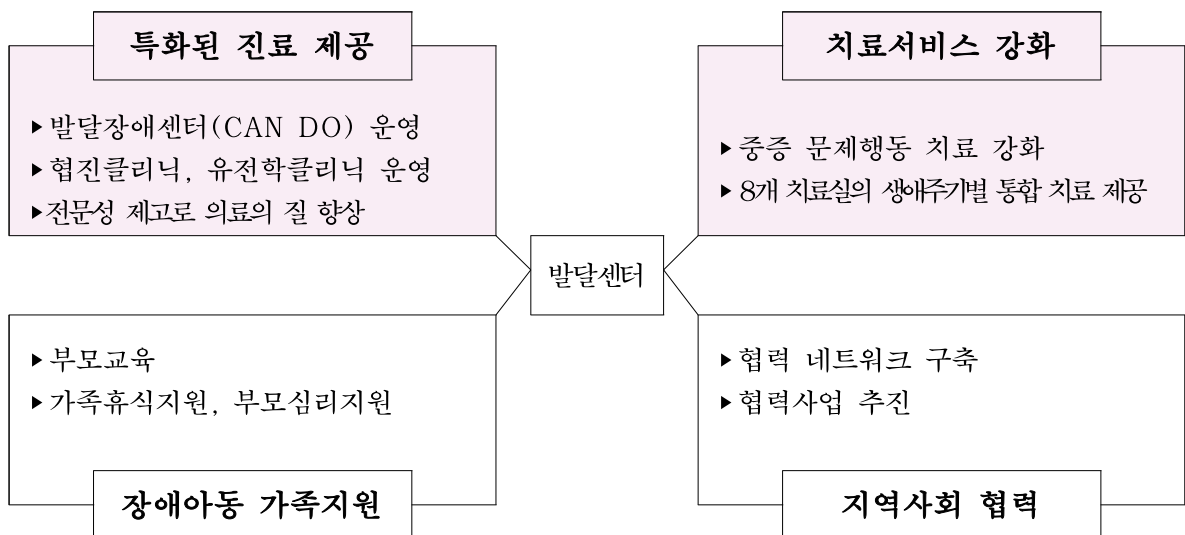 특화된 진료 제공
▶발달장애센터(CAN DO) 운영
▶협진클리닉, 유전학클리닉 운영
▶전문성 제고로 의료의 질 향상
치료서비스 강화
▶중증 문제행동 치료 강화
▶8개 치료실의 생애주기별 통합 치료 제공
발달센터
▶부모교육
▶가족휴식지원, 부모심리지원
장애아동 가족지원
▶협력 네트워크 구축
▶협력사업 추진
지역사회 협력